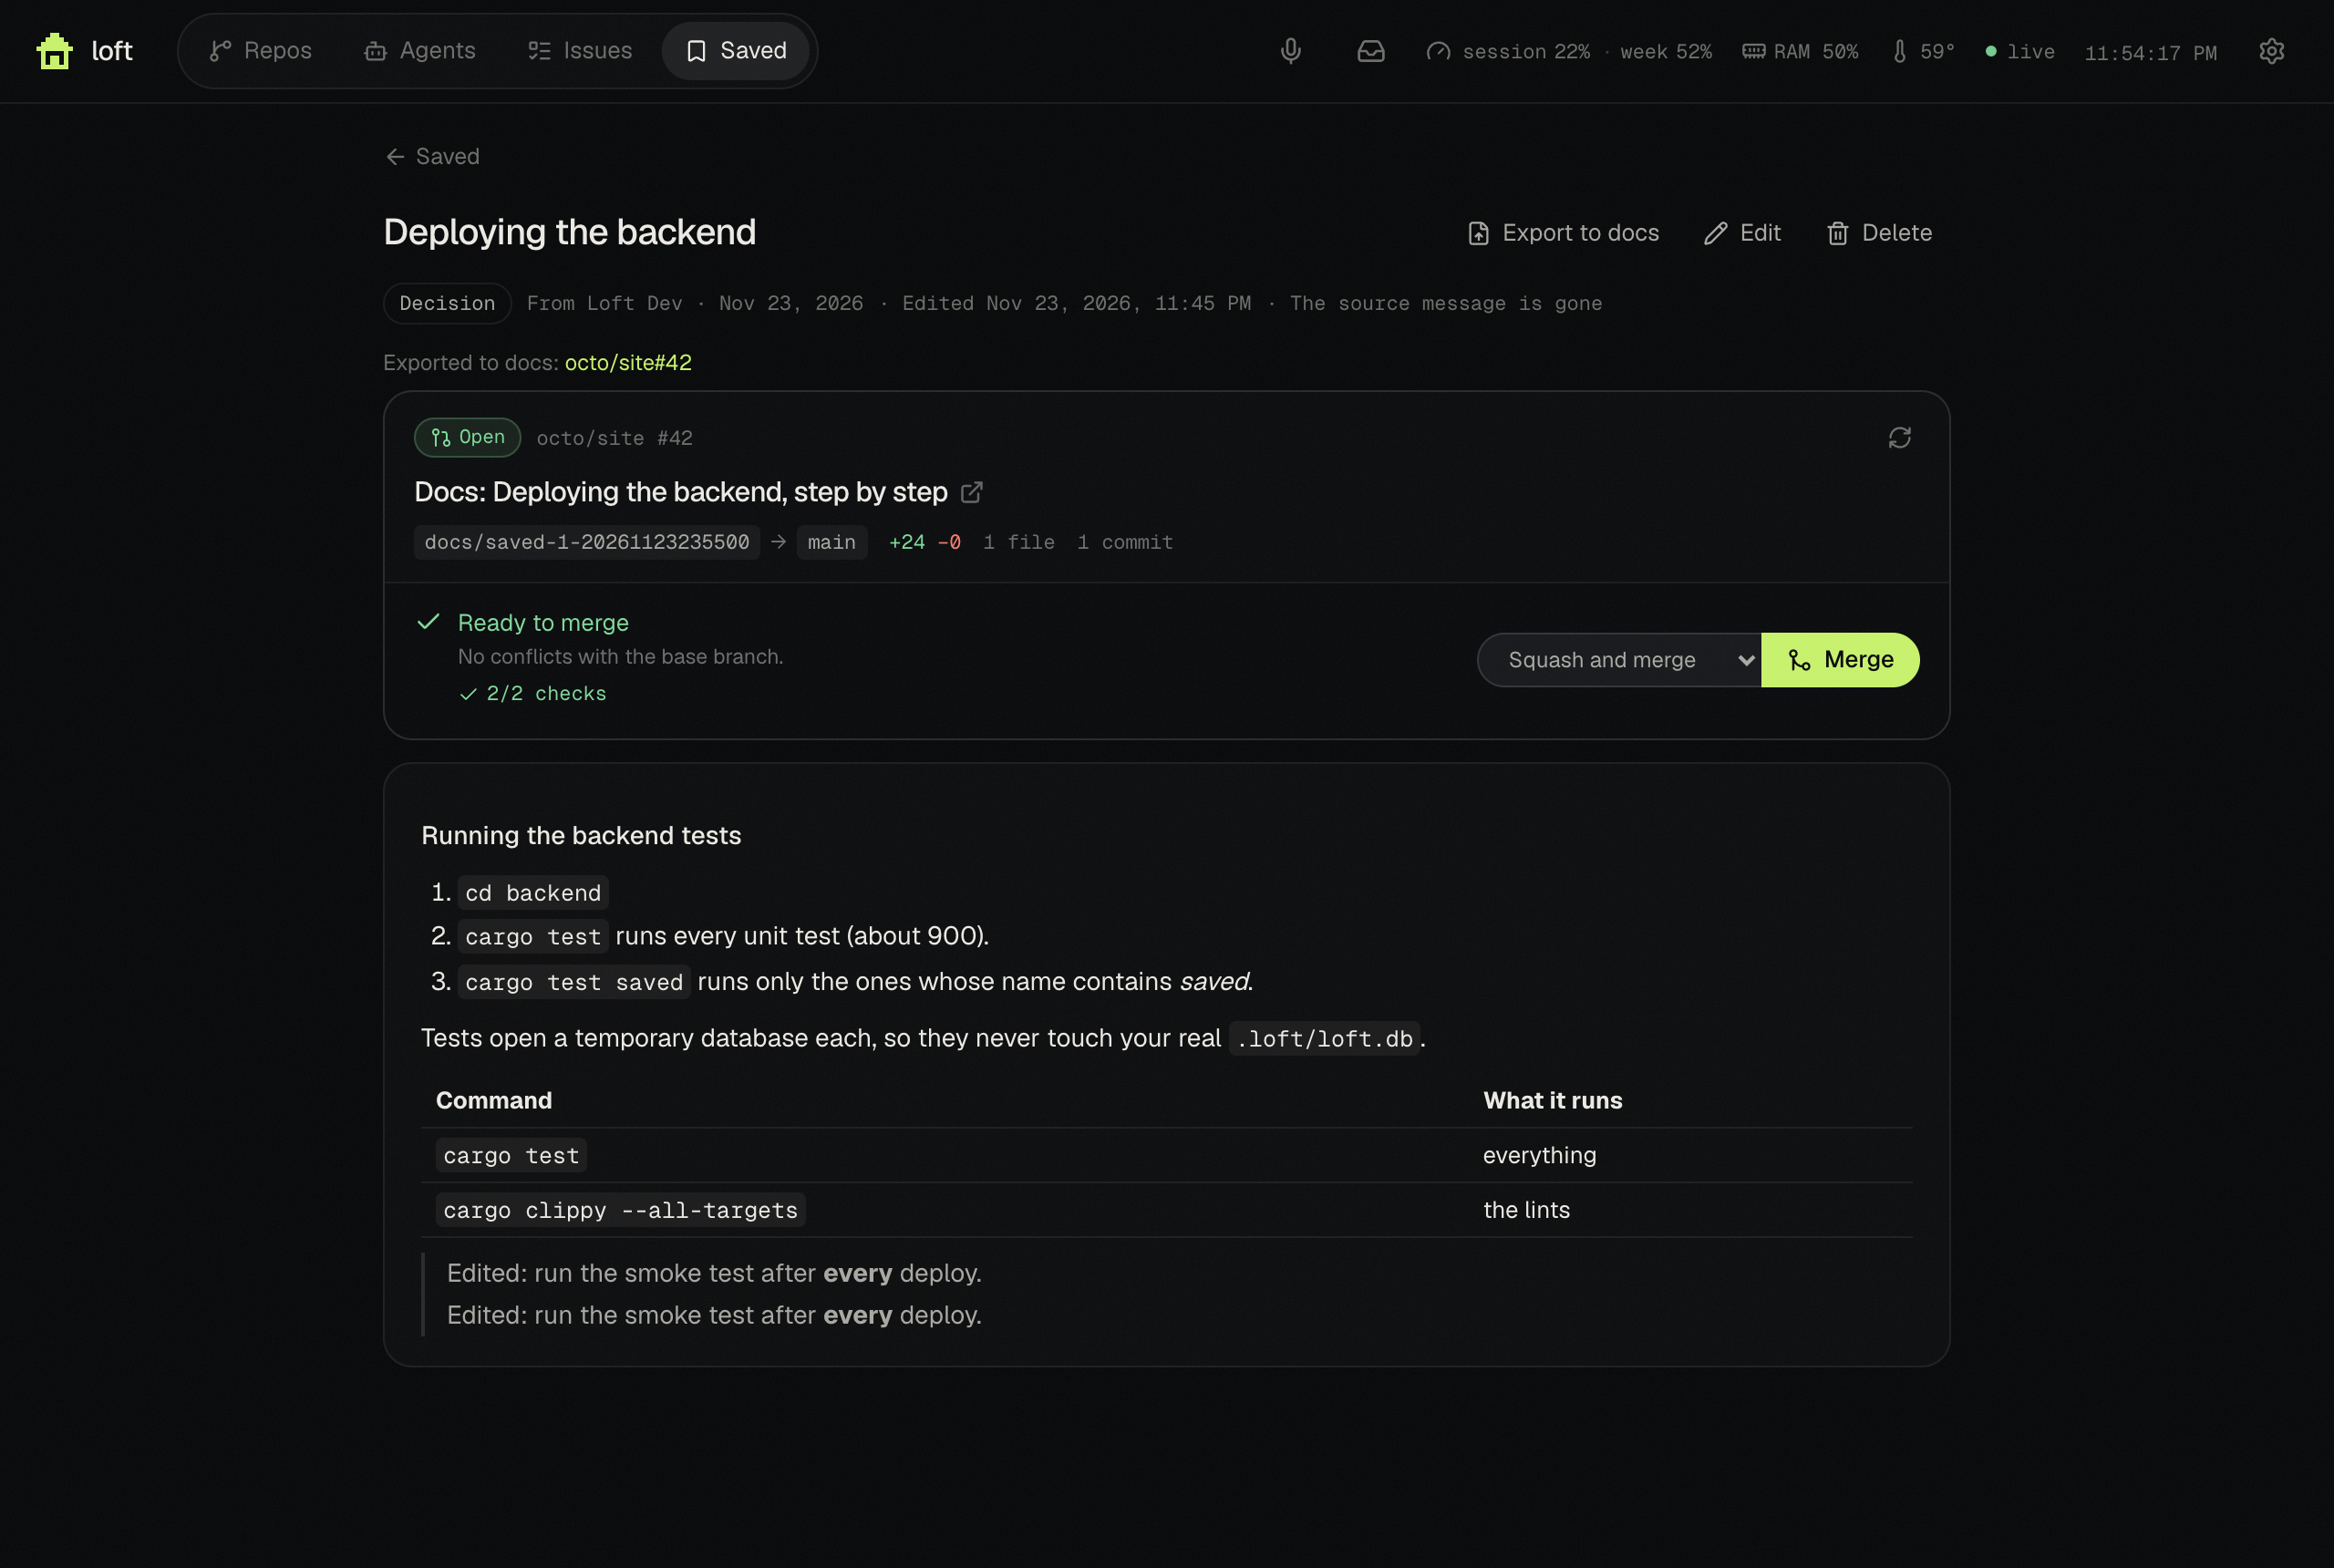 loft Repos Agents Issues Saved session 22% · week 52% RAM 50% 59° live 11:54:17 PM
← Saved
Deploying the backend Export to docs Edit Delete
Decision From Loft Dev · Nov 23, 2026 · Edited Nov 23, 2026, 11:45 PM · The source message is gone
Exported to docs: octo/site#42
Open octo/site #42
Docs: Deploying the backend, step by step
docs/saved-1-20261123235500 → main +24 −0 1 file 1 commit
Ready to merge
No conflicts with the base branch.
Squash and merge Merge
2/2 checks
Running the backend tests
1. cd backend
2. cargo test runs every unit test (about 900).
3. cargo test saved runs only the ones whose name contains saved.
Tests open a temporary database each, so they never touch your real .loft/loft.db.
Command What it runs
cargo test everything
cargo clippy --all-targets the lints
Edited: run the smoke test after every deploy.
Edited: run the smoke test after every deploy.